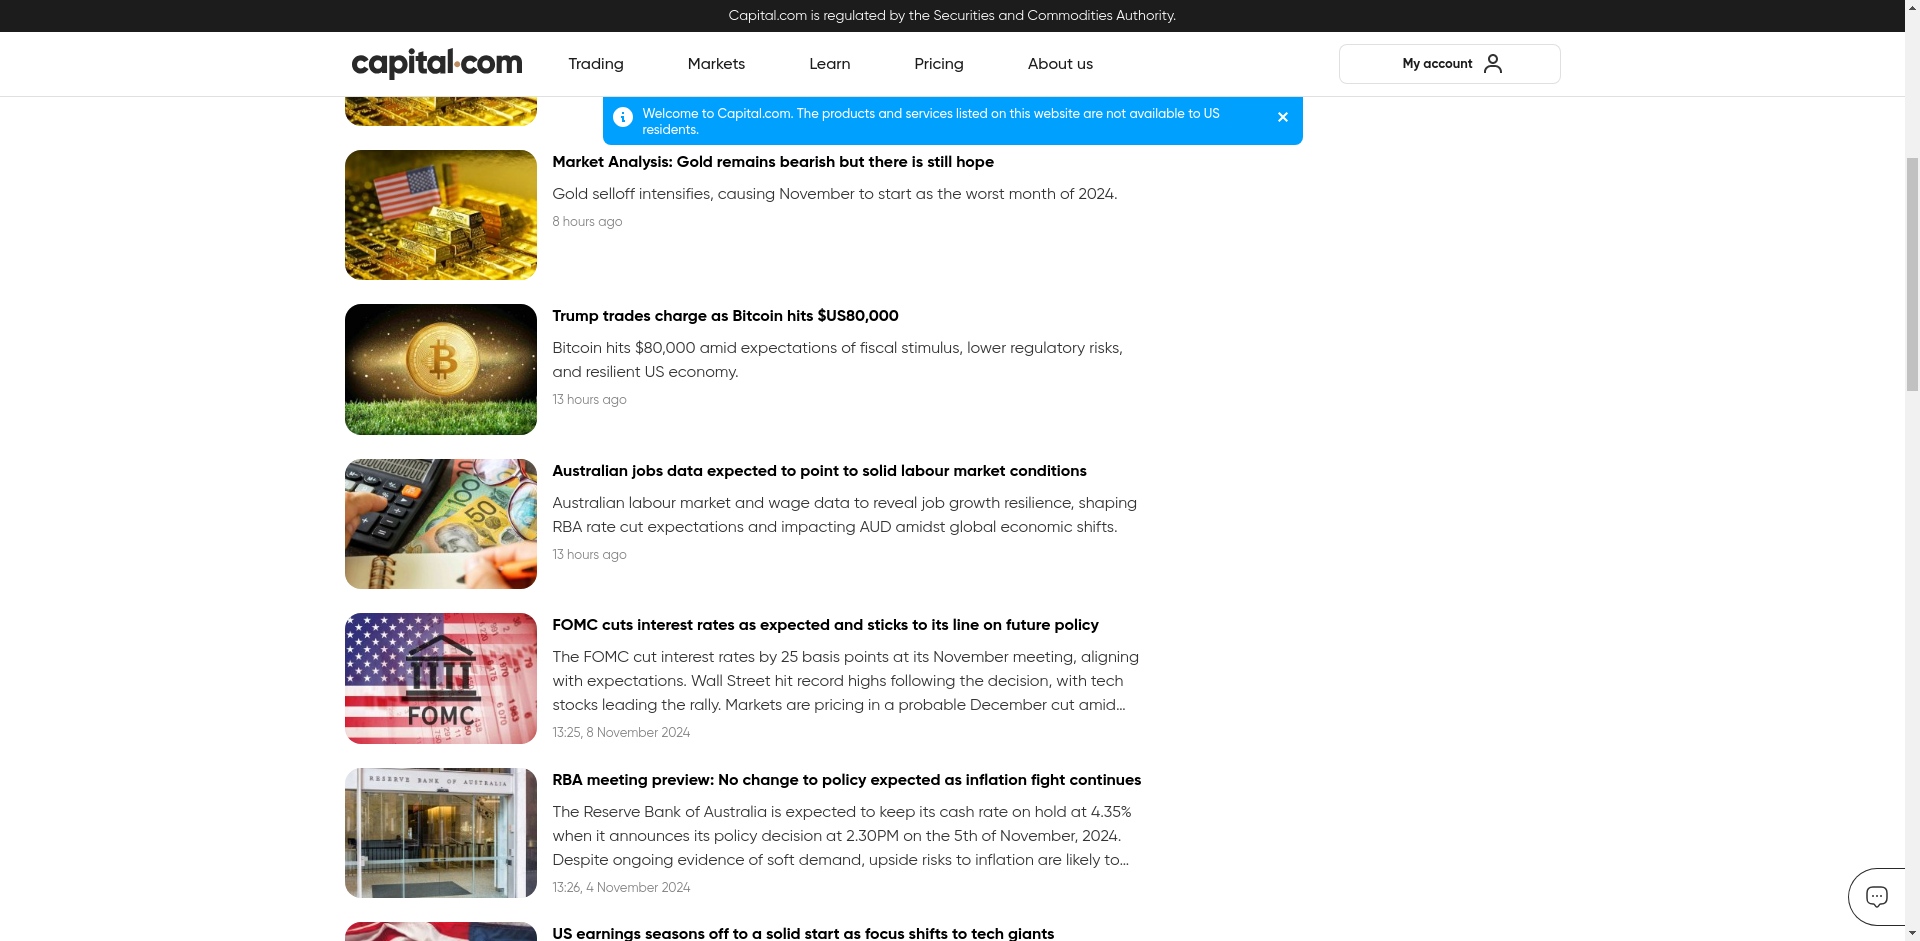 Capital.com is regulated by the Securities and Commodities Authority.
capital.com
Trading
Markets
Learn
Pricing
About us
My account
Welcome to Capital.com. The products and services listed on this website are not available to US
residents.
Market Analysis: Gold remains bearish but there is still hope
Gold selloff intensifies, causing November to start as the worst month of 2024.
8 hours ago
Trump trades charge as Bitcoin hits $US80,000
Bitcoin hits $80,000 amid expectations of fiscal stimulus, lower regulatory risks,
and resilient US economy.
13 hours ago
Australian jobs data expected to point to solid labour market conditions
Australian labour market and wage data to reveal job growth resilience, shaping
RBA rate cut expectations and impacting AUD amidst global economic shifts.
13 hours ago
100
50
FOMC cuts interest rates as expected and sticks to its line on future policy
The FOMC cut interest rates by 25 basis points at its November meeting, aligning
with expectations. Wall Street hit record highs following the decision, with tech
stocks leading the rally. Markets are pricing in a probable December cut amid...
13:25, 8 November 2024
FOMC
RESERVE BANK OF AUSTRALIA
RBA meeting preview: No change to policy expected as inflation fight continues
The Reserve Bank of Australia is expected to keep its cash rate on hold at 4.35%
when it announces its policy decision at 2.30PM on the 5th of November, 2024.
Despite ongoing evidence of soft demand, upside risks to inflation are likely to...
13:26, 4 November 2024
US earnings seasons off to a solid start as focus shifts to tech giants